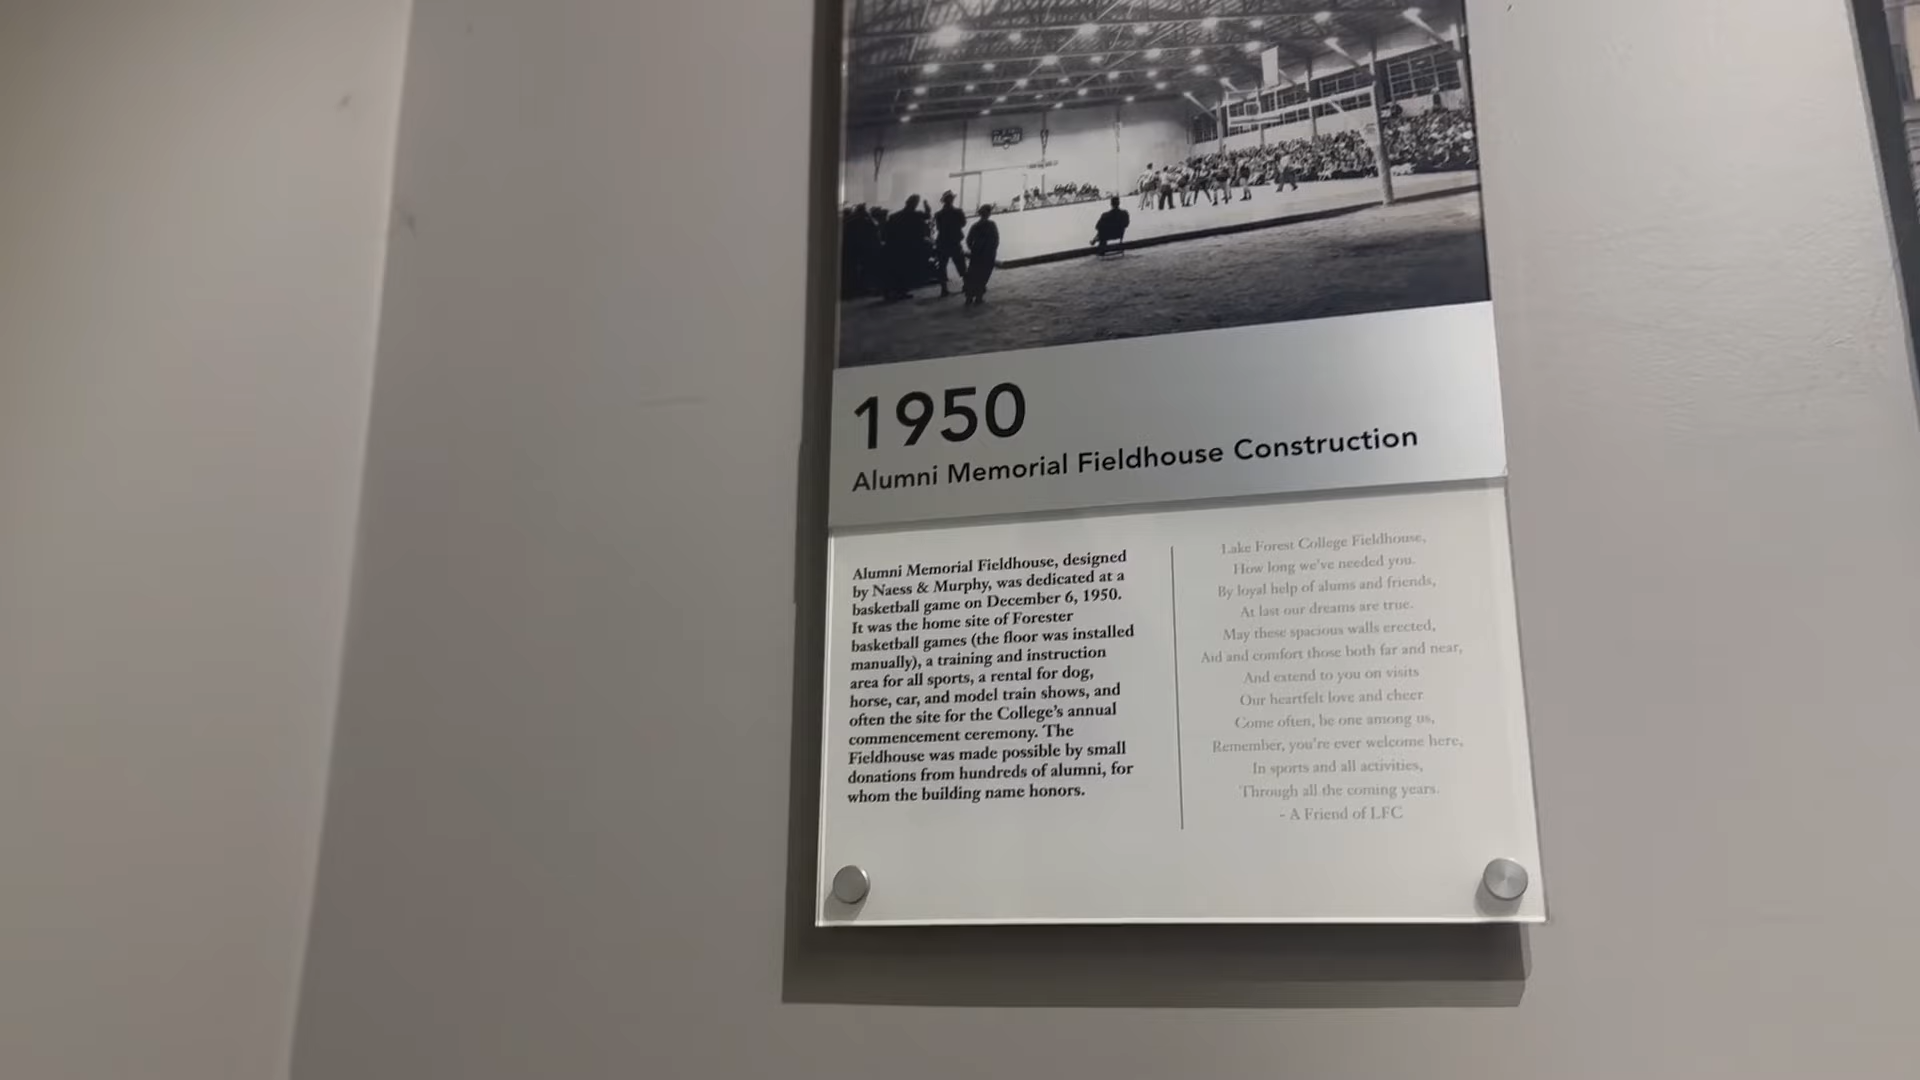 1950
Alumni Memorial Fieldhouse Construction
Alumni Memorial Fieldhouse, designed
by Naess & Murphy, was dedicated at a
basketball game on December 6, 1950.
It was the home site of Forester
basketball games (the floor was installed
manually), a training and instruction
area for all sports, a rental for dog,
horse, car, and model train shows, and
often the site for the College's annual
commencement ceremony. The
Fieldhouse was made possible by small
donations from hundreds of alumni, for
whom the building name honors.
Lake Forest College Fieldhouse,
How long we've needed you.
By loyal help of alums and friends,
At last our dreams are true.
May these spacious walls erected,
Aid and comfort those both far and near,
And extend to you on visits
Our heartfelt love and cheer
Come often, be one among us,
Remember, you're ever welcome here,
In sports and all activities,
Through all the coming years.
- A Friend of LFC